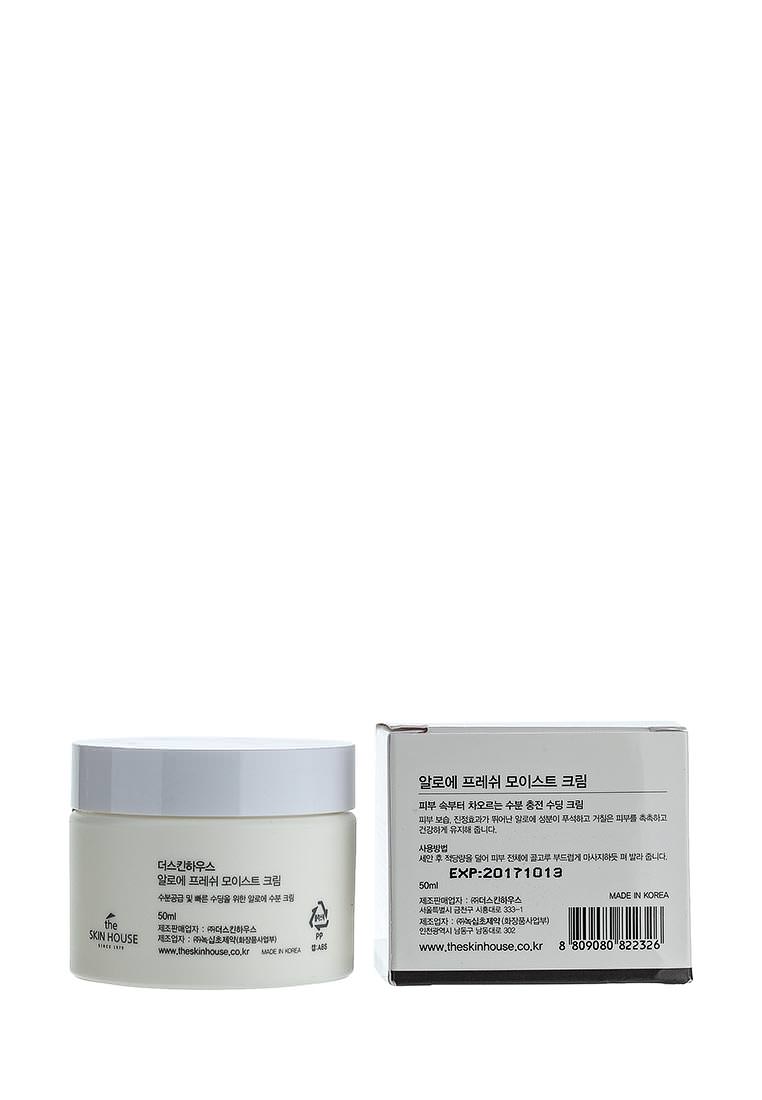 더스킨하우스
알로에 프레쉬 모이스트 크림
수분공급 및 빠른 수딩을 위한 알로에 수분 크림
50ml
제조판매업자 : ㈜더스킨하우스
제조업자 : ㈜녹십초제약(화장품사업부)
www.theskinhouse.co.kr MADE IN KOREA
the
SKIN HOUSE
SINCE 1979
PP
캡:ABS
알로에 프레쉬 모이스트 크림
피부 속부터 차오르는 수분 충전 수딩 크림
피부 보습, 진정효과가 뛰어난 알로에 성분이 푸석하고 거칠은 피부를 촉촉하고
건강하게 유지해 줍니다.
사용방법
세안 후 적당량을 덜어 피부 전체에 골고루 부드럽게 마사지하듯 펴 발라 줍니다.
EXP:20171013
50ml
MADE IN KOREA
제조판매업자 : ㈜더스킨하우스
서울특별시 금천구 시흥대로 333-1
제조업자 : ㈜녹십초제약 (화장품사업부)
인천광역시 남동구 남동대로 302
www.theskinhouse.co.kr
8 809080 822326